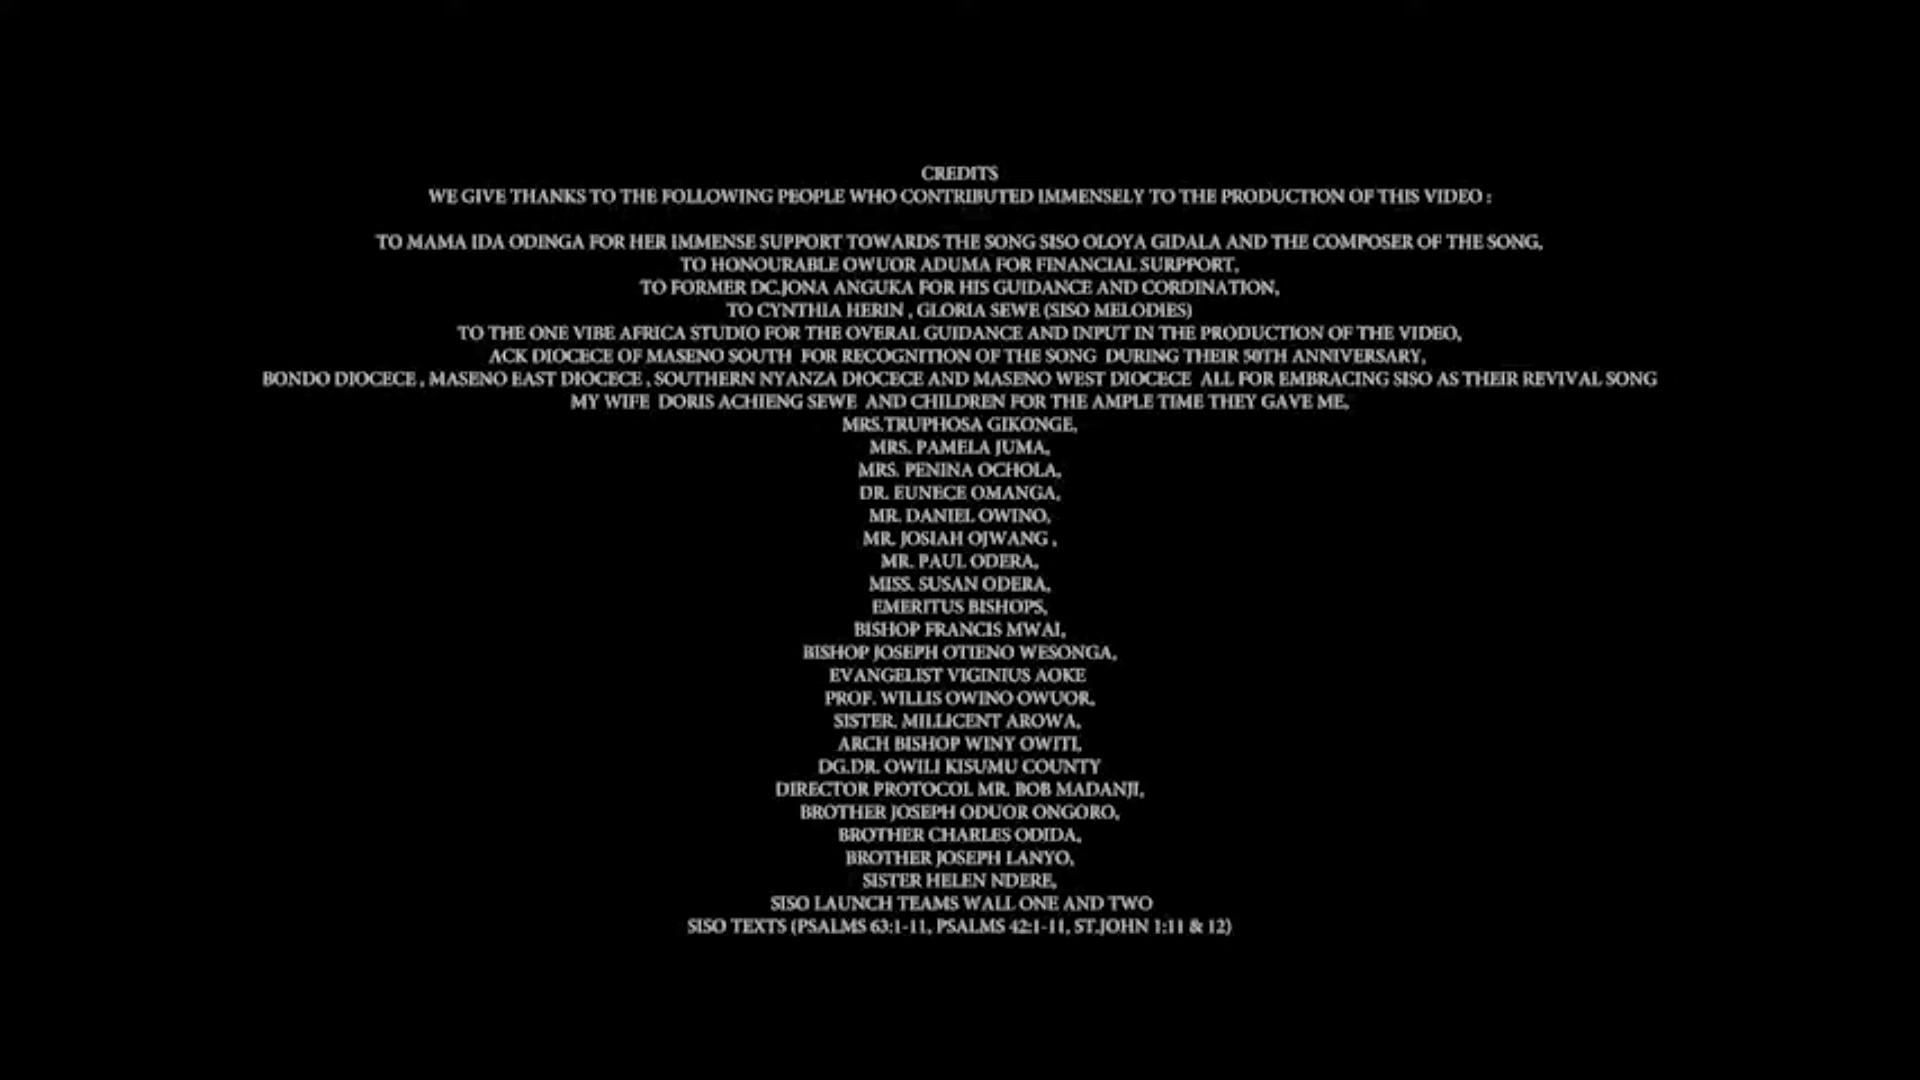 CREDITS
WE GIVE THANKS TO THE FOLLOWING PEOPLE WHO CONTRIBUTED IMMENSELY TO THE PRODUCTION OF THIS VIDEO :
TO MAMA IDA ODINGA FOR HER IMMENSE SUPPORT TOWARDS THE SONG SISO OLOYA GIDALA AND THE COMPOSER OF THE SONG,
TO HONOURABLE OWUOR ADUMA FOR FINANCIAL SURPPORT,
TO FORMER DC.JONA ANGUKA FOR HIS GUIDANCE AND CORDINATION,
TO CYNTHIA HERIN , GLORIA SEWE (SISO MELODIES)
TO THE ONE VIBE AFRICA STUDIO FOR THE OVERAL GUIDANCE AND INPUT IN THE PRODUCTION OF THE VIDEO,
ACK DIOCECE OF MASENO SOUTH FOR RECOGNITION OF THE SONG DURING THEIR 50TH ANNIVERSARY,
BONDO DIOCECE , MASENO EAST DIOCECE , SOUTHERN NYANZA DIOCECE AND MASENO WEST DIOCECE ALL FOR EMBRACING SISO AS THEIR REVIVAL SONG
MY WIFE DORIS ACHIENG SEWE AND CHILDREN FOR THE AMPLE TIME THEY GAVE ME,
MRS.TRUPHOSA GIKONGE,
MRS. PAMELA JUMA,
MRS. PENINA OCHOLA,
DR. EUNECE OMANGA,
MR. DANIEL OWINO,
MR. JOSIAH OJWANG ,
MR. PAUL ODERA,
MISS. SUSAN ODERA,
EMERITUS BISHOPS,
BISHOP FRANCIS MWAI,
BISHOP JOSEPH OTIENO WESONGA,
EVANGELIST VIGINIUS AOKE
PROF. WILLIS OWINO OWUOR,
SISTER. MILLICENT AROWA,
ARCH BISHOP WINY OWITI,
DG.DR. OWILI KISUMU COUNTY
DIRECTOR PROTOCOL MR. BOB MADANJI,
BROTHER JOSEPH ODUOR ONGORO,
BROTHER CHARLES ODIDA,
BROTHER JOSEPH LANYO,
SISTER HELEN NDERE,
SISO LAUNCH TEAMS WALL ONE AND TWO
SISO TEXTS (PSALMS 63:1-11, PSALMS 42:1-11, ST.JOHN 1:11 & 12)